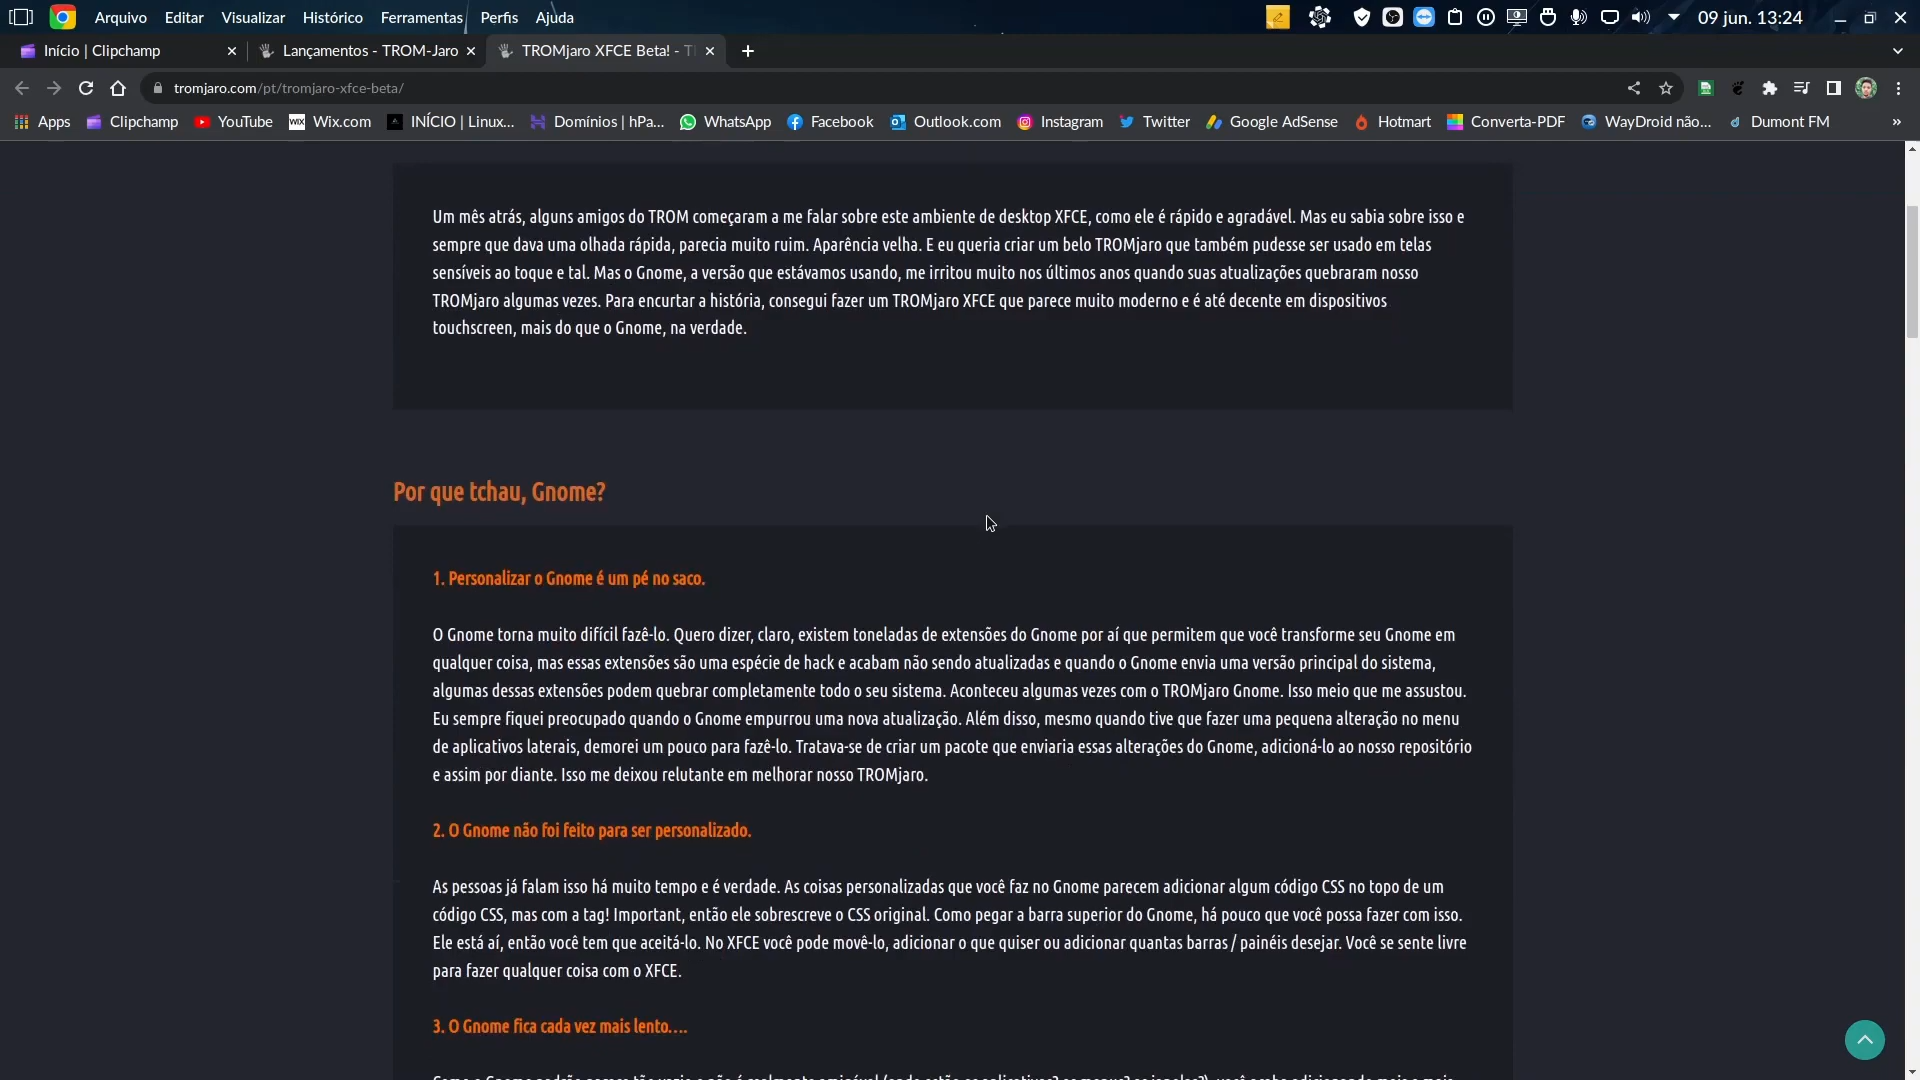 Arquivo Editar Visualizar Histórico Ferramentas Perfis Ajuda 09 jun. 13:24
Início | Clipchamp Lançamentos - TROM-Jaro TROMjaro XFCE Beta! - T
tromjaro.com/pt/tromjaro-xfce-beta/
Apps Clipchamp YouTube Wix.com INÍCIO | Linux... Domínios | hPa... WhatsApp Facebook Outlook.com Instagram Twitter Google AdSense Hotmart Converta-PDF WayDroid não... Dumont FM »
Um mês atrás, alguns amigos do TROM começaram a me falar sobre este ambiente de desktop XFCE, como ele é rápido e agradável. Mas eu sabia sobre isso e
sempre que dava uma olhada rápida, parecia muito ruim. Aparência velha. E eu queria criar um belo TROMjaro que também pudesse ser usado em telas
sensíveis ao toque e tal. Mas o Gnome, a versão que estávamos usando, me irritou muito nos últimos anos quando suas atualizações quebraram nosso
TROMjaro algumas vezes. Para encurtar a história, consegui fazer um TROMjaro XFCE que parece muito moderno e é até decente em dispositivos
touchscreen, mais do que o Gnome, na verdade.
Por que tchau, Gnome?
1. Personalizar o Gnome é um pé no saco.
O Gnome torna muito difícil fazê-lo. Quero dizer, claro, existem toneladas de extensões do Gnome por aí que permitem que você transforme seu Gnome em
qualquer coisa, mas essas extensões são uma espécie de hack e acabam não sendo atualizadas e quando o Gnome envia uma versão principal do sistema,
algumas dessas extensões podem quebrar completamente todo o seu sistema. Aconteceu algumas vezes com o TROMjaro Gnome. Isso meio que me assustou.
Eu sempre fiquei preocupado quando o Gnome empurrou uma nova atualização. Além disso, mesmo quando tive que fazer uma pequena alteração no menu
de aplicativos laterais, demorei um pouco para fazê-lo. Tratava-se de criar um pacote que enviaria essas alterações do Gnome, adicioná-lo ao nosso repositório
e assim por diante. Isso me deixou relutante em melhorar nosso TROMjaro.
2. O Gnome não foi feito para ser personalizado.
As pessoas já falam isso há muito tempo e é verdade. As coisas personalizadas que você faz no Gnome parecem adicionar algum código CSS no topo de um
código CSS, mas com a tag! Important, então ele sobrescreve o CSS original. Como pegar a barra superior do Gnome, há pouco que você possa fazer com isso.
Ele está aí, então você tem que aceitá-lo. No XFCE você pode movê-lo, adicionar o que quiser ou adicionar quantas barras / painéis desejar. Você se sente livre
para fazer qualquer coisa com o XFCE.
3. O Gnome fica cada vez mais lento….